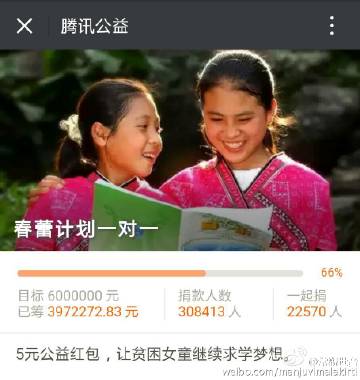 腾讯公益
春蕾计划一对一
66%
目标 6000000 元
已筹 3972272.83 元
捐款人数
308413 人
一起捐
22570 人
5元公益红包，让贫困女童继续求学梦想。
weibo.com/manjuvimalakirti